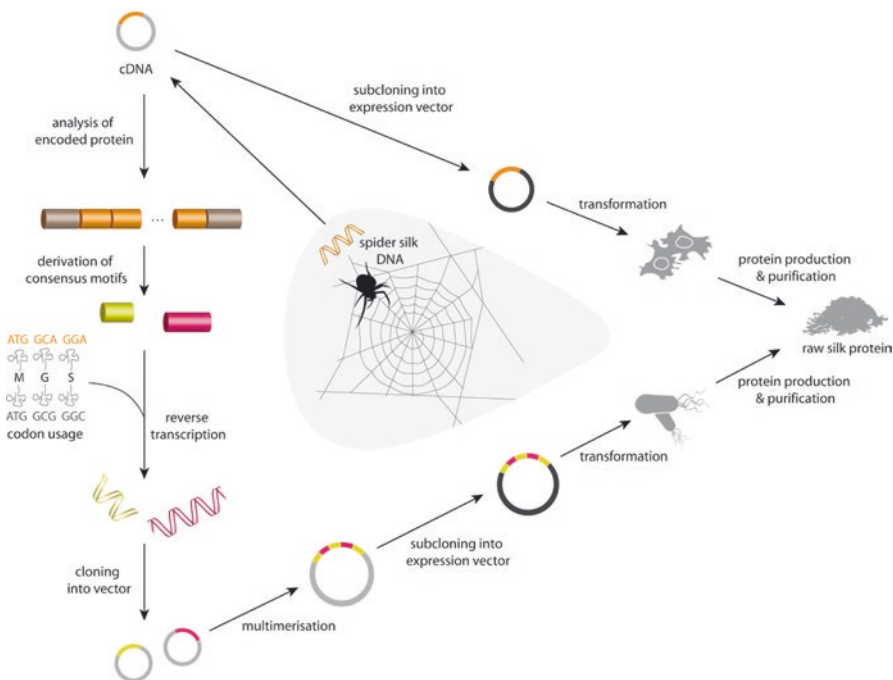 cDNA
subcloning into
expression vector
analysis of
encoded protein
transformation
...
spider silk
DNA
derivation of
consensus motifs
protein production
& purification
raw silk protein
ATG GCA GGA
M G S
ATG GCG GGC
codon usage
reverse
transcription
protein production
& purification
transformation
subcloning into
expression vector
cloning
into vector
multimerisation